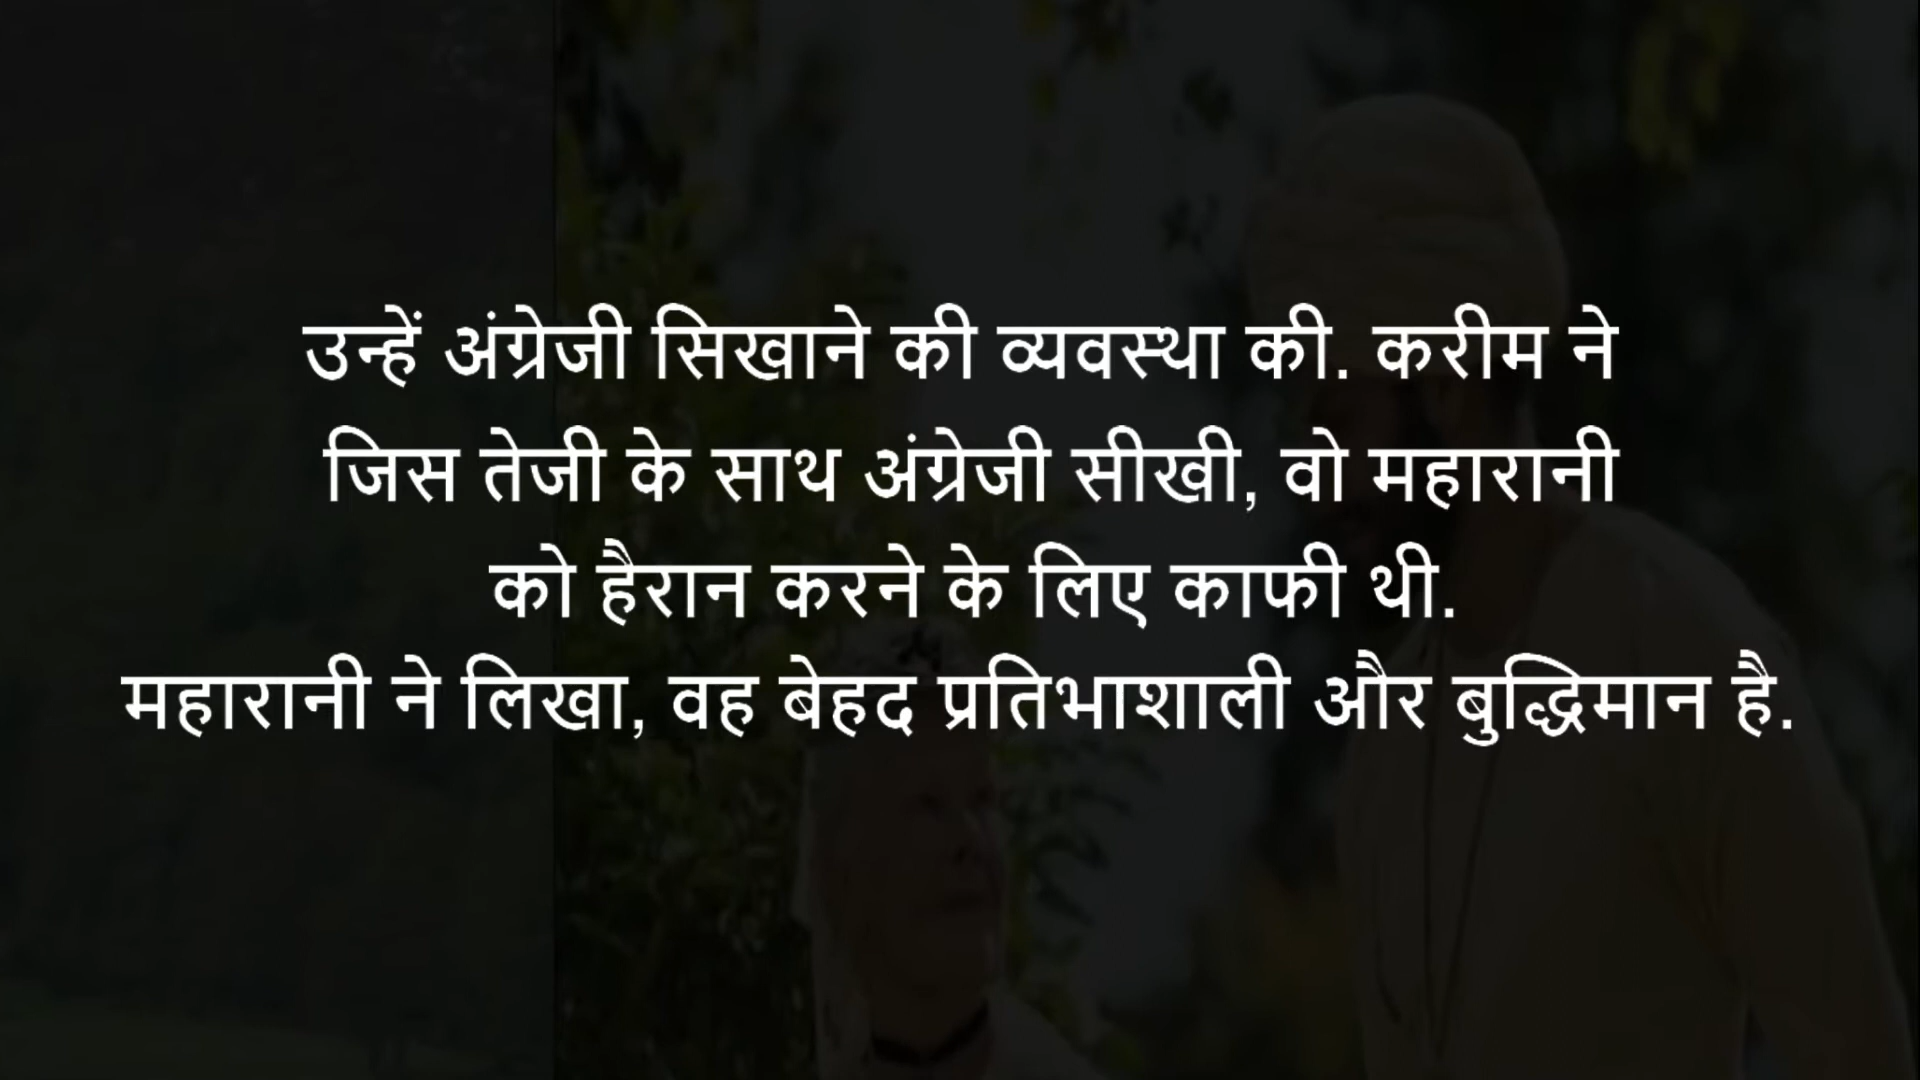 उन्हें अंग्रेजी सिखाने की व्यवस्था की. करीम ने
जिस तेजी के साथ अंग्रेजी सीखी, वो महारानी
को हैरान करने के लिए काफी थी.
महारानी ने लिखा, वह बेहद प्रतिभाशाली और बुद्धिमान है.